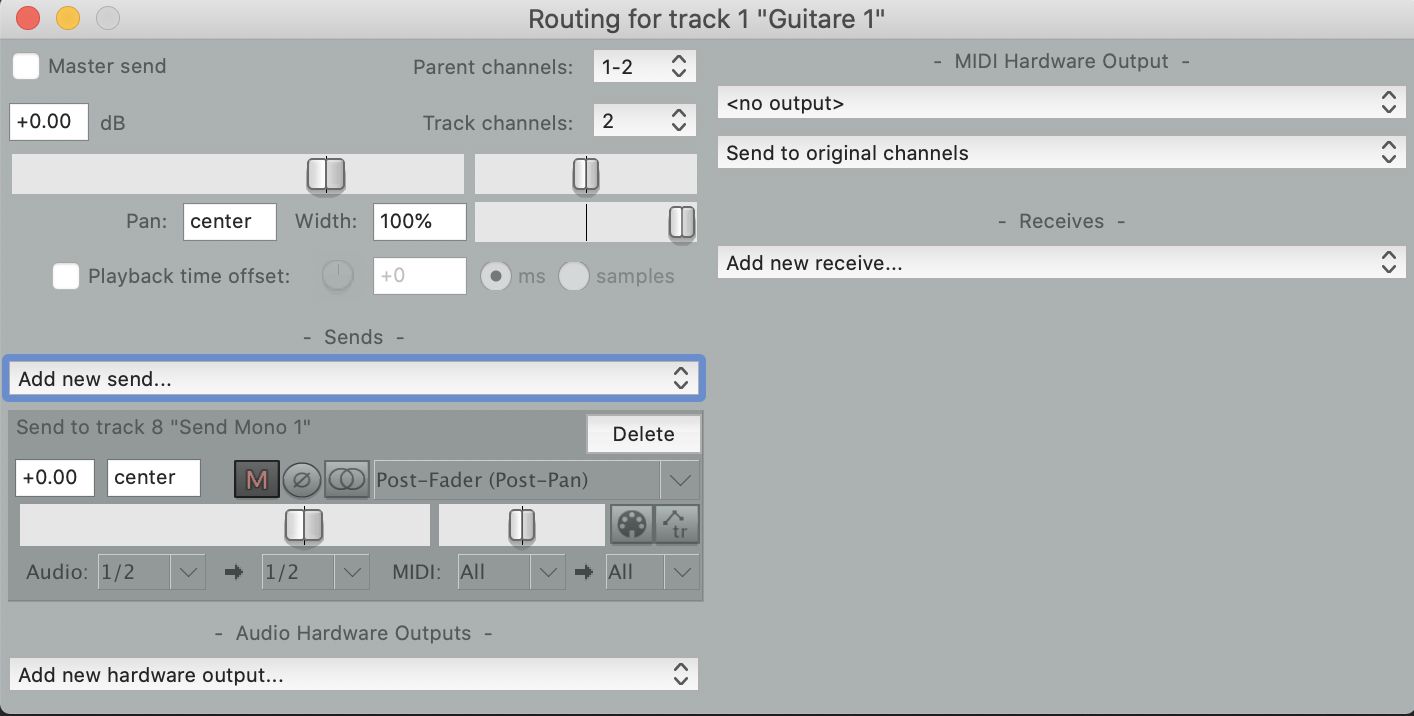 Routing for track 1 "Guitare 1"
Master send
Parent channels: 1-2
+0.00 dB
Track channels: 2
Pan: center Width: 100%
Playback time offset: +0 ms samples
- Sends -
Add new send...
Send to track 8 "Send Mono 1"
Delete
+0.00 center M Ø Post-Fader (Post-Pan)
tr
Audio: 1/2 1/2 MIDI: All All
- Audio Hardware Outputs -
Add new hardware output...
- MIDI Hardware Output -
<no output>
Send to original channels
- Receives -
Add new receive...